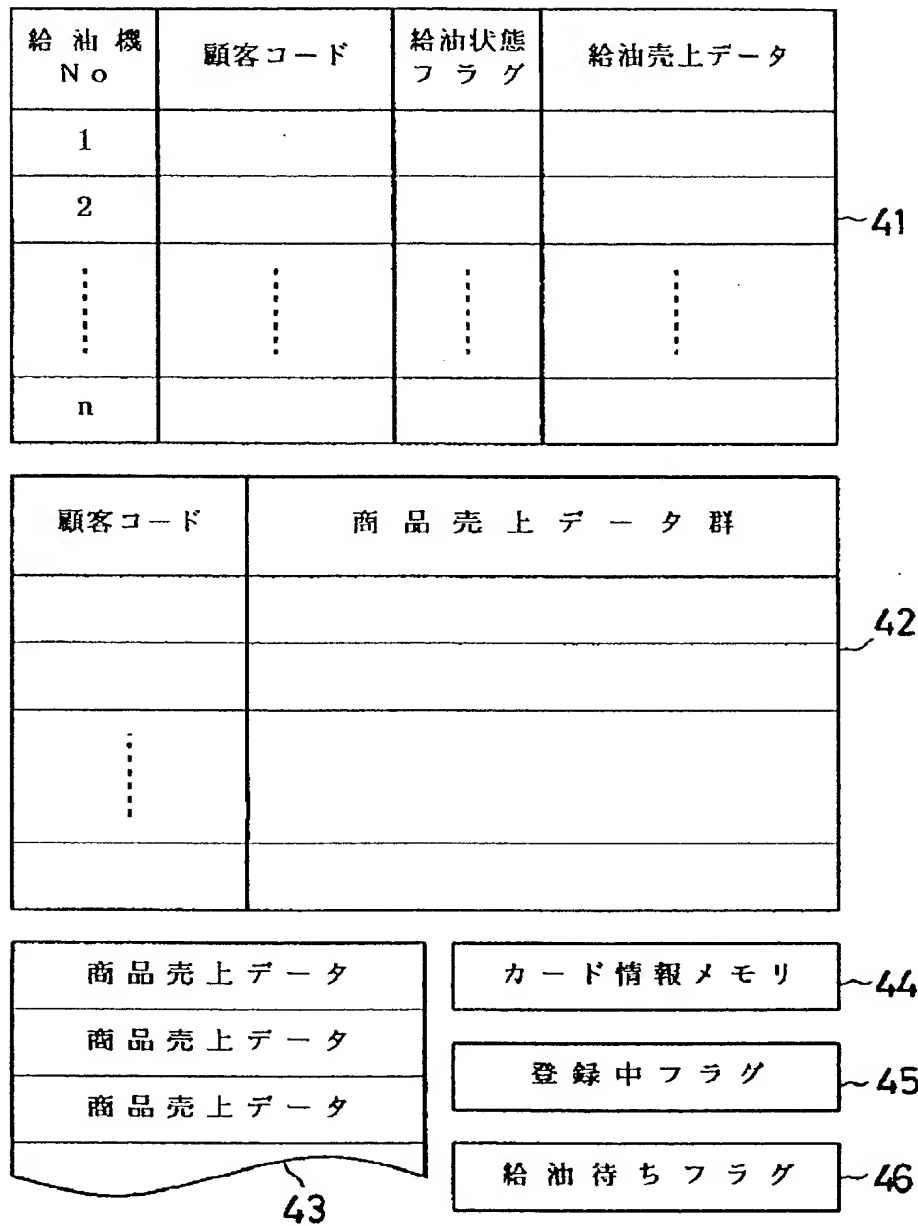 給油機 No 顧客コード 給油状態フラグ 給油売上データ
1
2
41
n
顧客コード 商品売上データ群
42
商品売上データ
商品売上データ
商品売上データ
43
カード情報メモリ 44
登録中フラグ 45
給油待ちフラグ 46